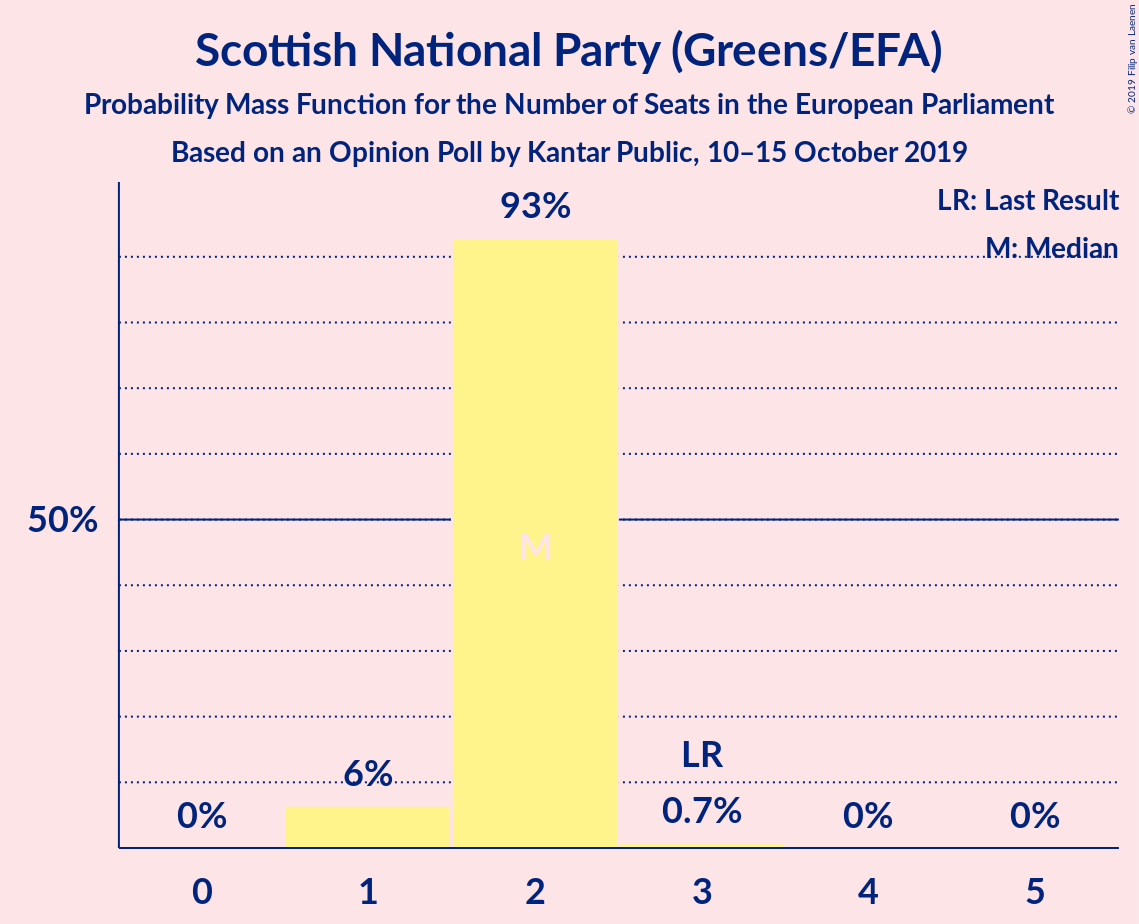 Scottish National Party (Greens/EFA)
Probability Mass Function for the Number of Seats in the European Parliament
Based on an Opinion Poll by Kantar Public, 10–15 October 2019
© 2019 Filip van Laenen
LR: Last Result
M: Median
93%
50%
M
LR
6%
0%
0.7%
0%
0%
0 1 2 3 4 5